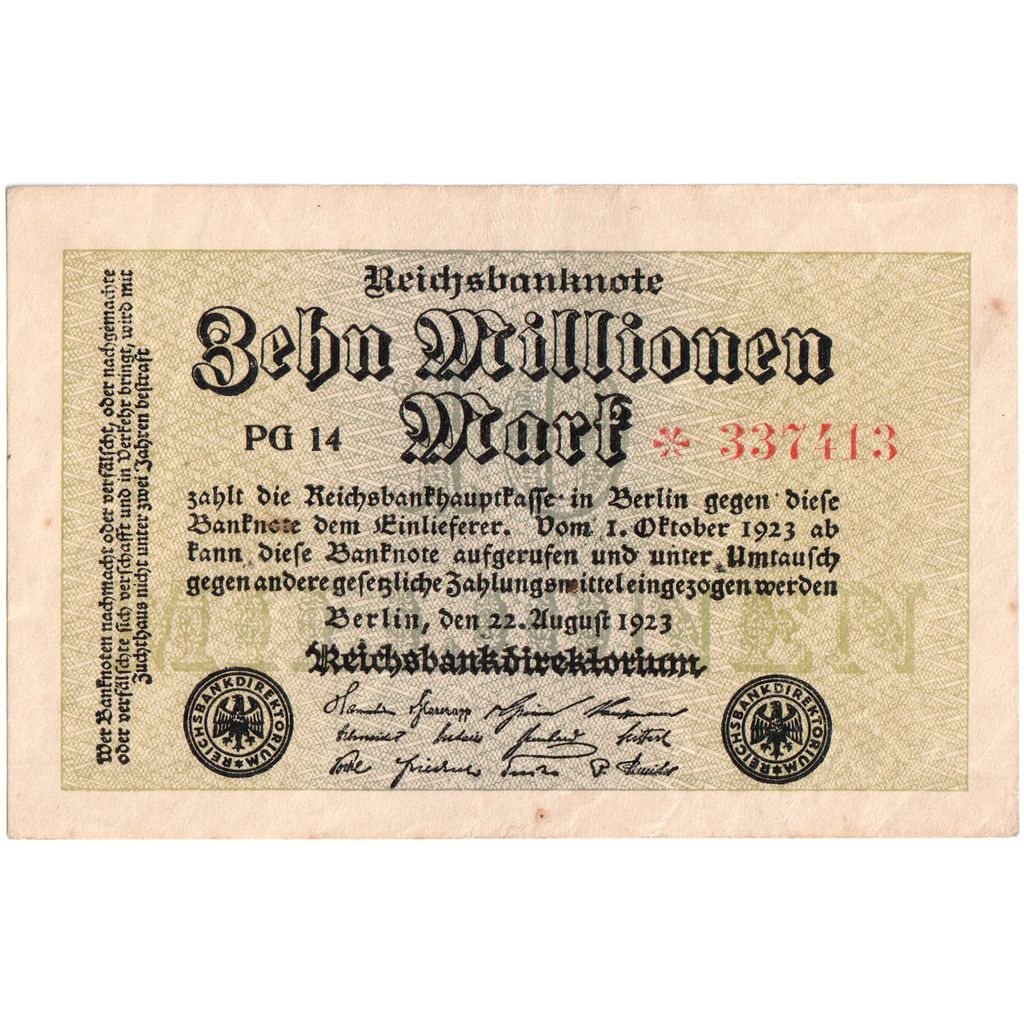 Reichsbanknote
Zehn Millionen
Mark
PG 14
* 337413
zahlt die Reichsbankhauptkasse in Berlin gegen diese
Banknote dem Einlieferer. Vom 1. Oktober 1923 ab
kann diese Banknote aufgerufen und unter Umtausch
gegen andere gesetzliche Zahlungsmittel eingezogen werden
Berlin, den 22. August 1923
Reichsbankdirektorium
REICHSBANKDIREKTORIUM
REICHSBANKDIREKTORIUM
Wer Banknoten nachmacht oder verfälscht, oder nachgemachte
oder verfälschte sich verschafft und in Verkehr bringt, wird mit
Zuchthaus nicht unter zwei Jahren bestraft